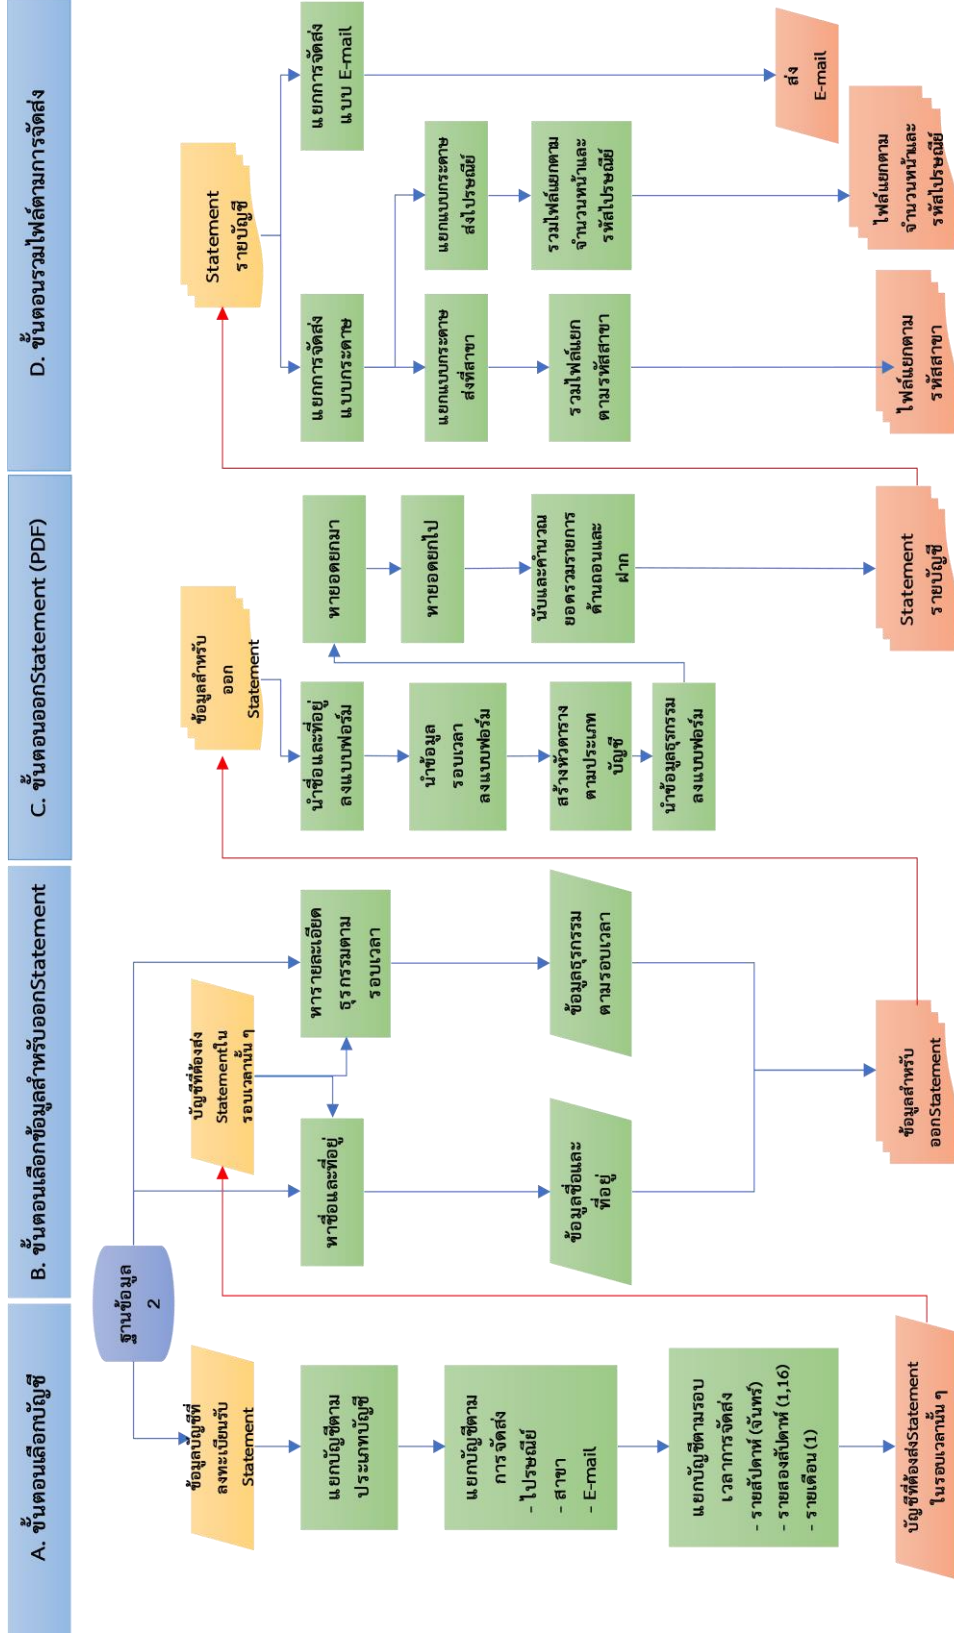 A. ขั้นตอนเลือกบัญชี
ฐานข้อมูล
2
ข้อมูลบัญชีที่
ลงทะเบียนรับ
Statement
แยกบัญชีตาม
ประเภทบัญชี
แยกบัญชีตาม
การจัดส่ง
- ไปรษณีย์
- สาขา
- E-mail
แยกบัญชีตามรอบ
เวลาการจัดส่ง
- รายสัปดาห์ (จันทร์)
- รายสองสัปดาห์ (1,16)
- รายเดือน (1)
บัญชีที่ต้องส่งStatement
ในรอบเวลานั้น ๆ
B. ขั้นตอนเลือกข้อมูลสำหรับออกStatement
บัญชีที่ต้องส่ง
Statementใน
รอบเวลานั้น ๆ
หาชื่อและที่อยู่
หารายละเอียด
ธุรกรรมตาม
รอบเวลา
ข้อมูลชื่อและ
ที่อยู่
ข้อมูลธุรกรรม
ตามรอบเวลา
ข้อมูลสำหรับ
ออกStatement
C. ขั้นตอนออกStatement (PDF)
ข้อมูลสำหรับ
ออก
Statement
นำชื่อและที่อยู่
ลงแบบฟอร์ม
นำข้อมูล
รอบเวลา
ลงแบบฟอร์ม
สร้างหัวตาราง
ตามประเภท
บัญชี
นำข้อมูลธุรกรรม
ลงแบบฟอร์ม
หายอดยกมา
หายอดยกไป
นับและคำนวณ
ยอดรวมรายการ
ด้านถอนและ
ฝาก
Statement
รายบัญชี
D. ขั้นตอนรวมไฟล์ตามการจัดส่ง
Statement
รายบัญชี
แยกการจัดส่ง
แบบกระดาษ
แยกการจัดส่ง
แบบ E-mail
แยกแบบกระดาษ
ส่งที่สาขา
แยกแบบกระดาษ
ส่งไปรษณีย์
รวมไฟล์แยก
ตามรหัสสาขา
รวมไฟล์แยกตาม
จำนวนหน้าและ
รหัสไปรษณีย์
ส่ง
E-mail
ไฟล์แยกตาม
รหัสสาขา
ไฟล์แยกตาม
จำนวนหน้าและ
รหัสไปรษณีย์